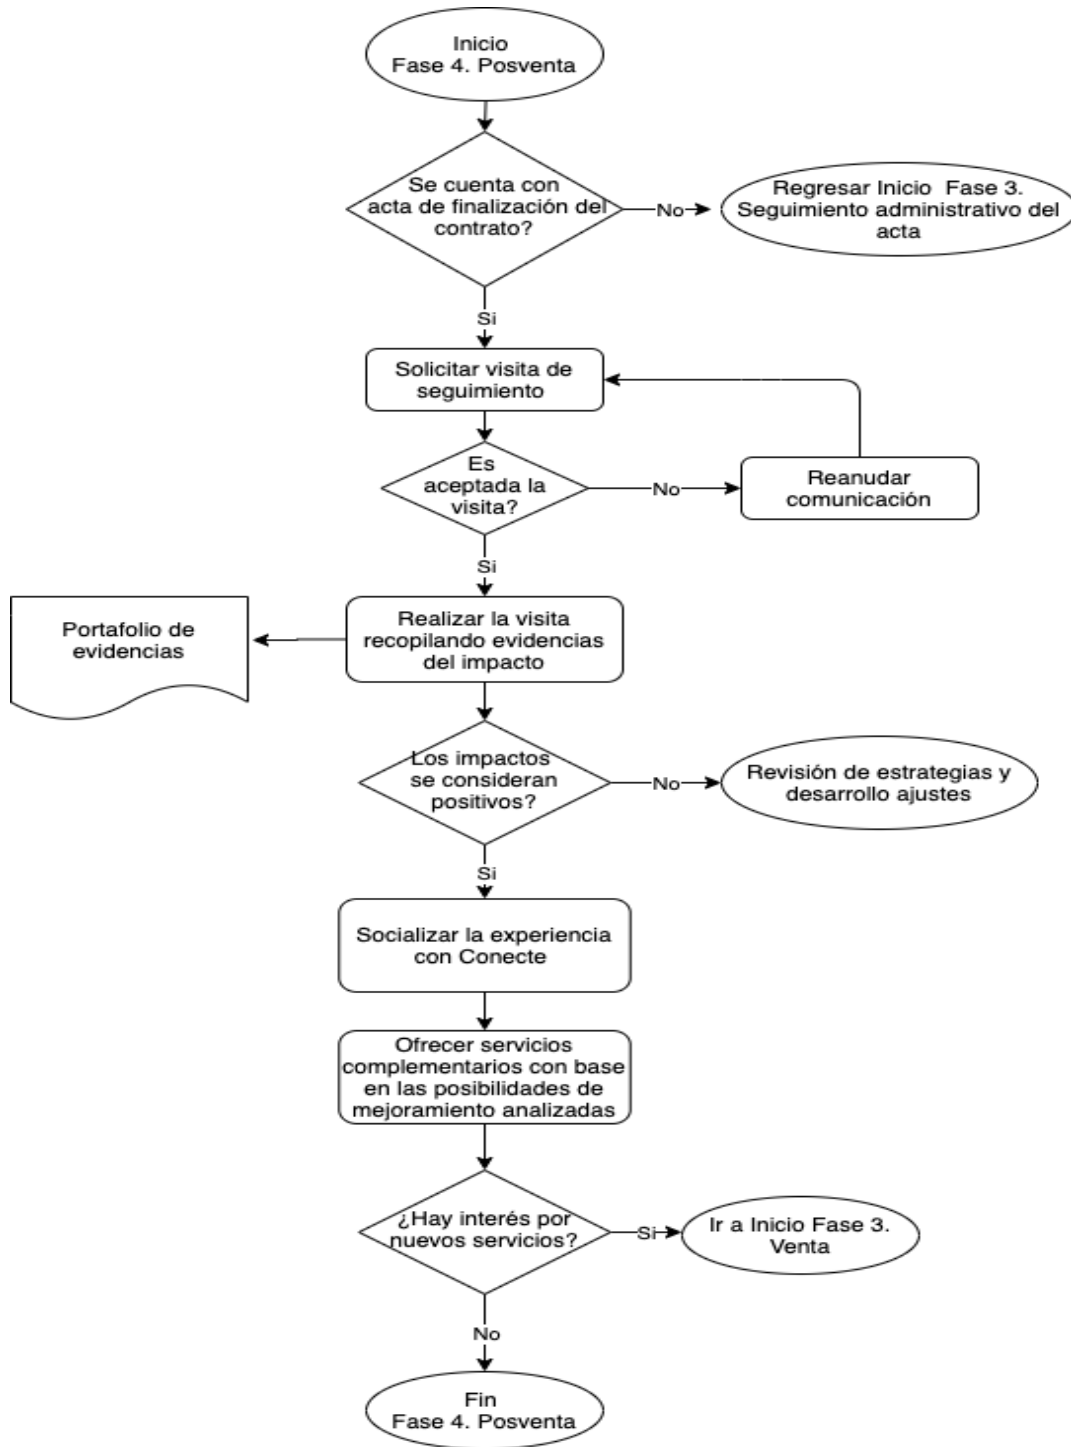 Inicio
Fase 4. Posventa
Se cuenta con
acta de finalización del
contrato?
No
Regresar Inicio Fase 3.
Seguimiento administrativo del
acta
Si
Solicitar visita de
seguimiento
Es
aceptada la
visita?
No
Reanudar
comunicación
Si
Portafolio de
evidencias
Realizar la visita
recopilando evidencias
del impacto
Los impactos
se consideran
positivos?
No
Revisión de estrategias y
desarrollo ajustes
Si
Socializar la experiencia
con Conecte
Ofrecer servicios
complementarios con base
en las posibilidades de
mejoramiento analizadas
¿Hay interés por
nuevos servicios?
Si
Ir a Inicio Fase 3.
Venta
No
Fin
Fase 4. Posventa